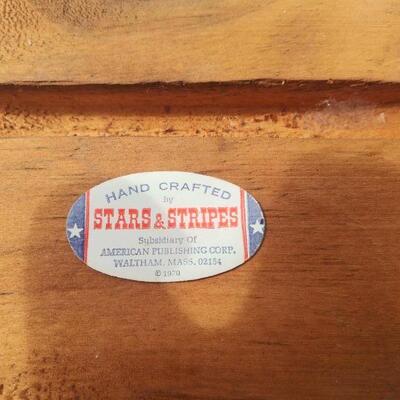 HAND CRAFTED
by
STARS & STRIPES
Subsidiary Of
AMERICAN PUBLISHING CORP.
WALTHAM, MASS. 02154
© 1970